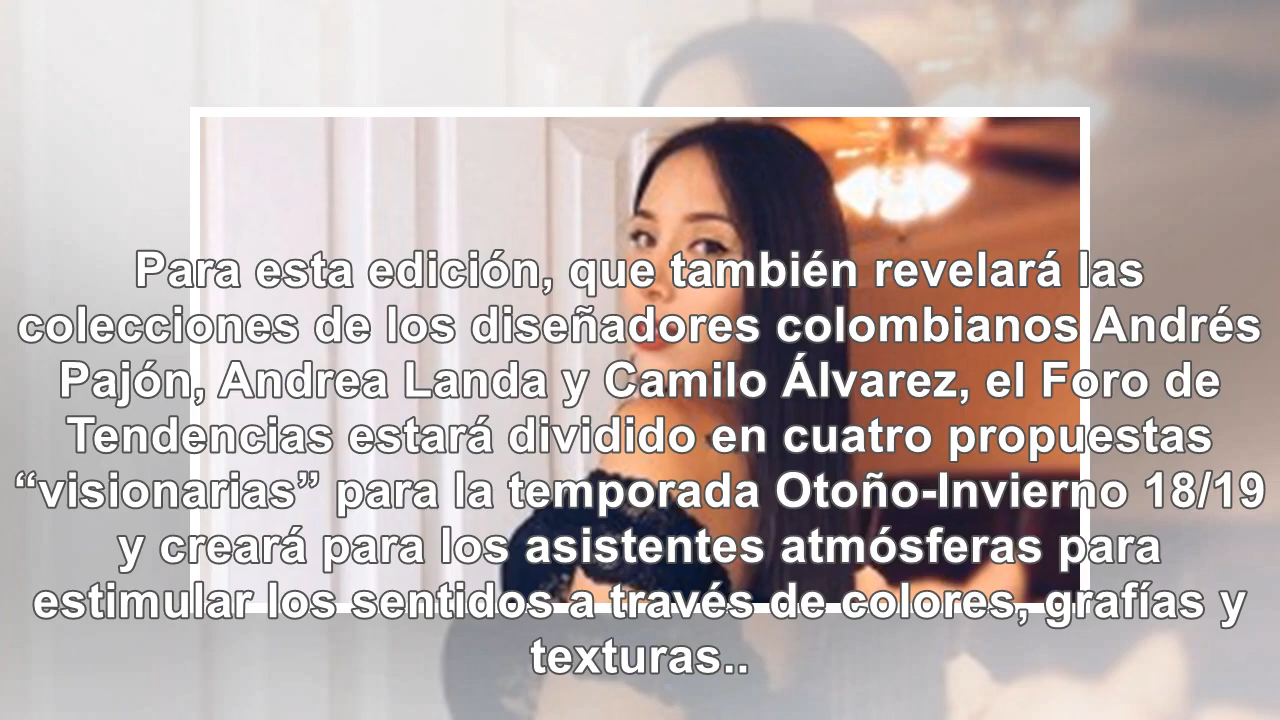 Para esta edición, que también revelará las
colecciones de los diseñadores colombianos Andrés
Pajón, Andrea Landa y Camilo Álvarez, el Foro de
Tendencias estará dividido en cuatro propuestas
“visionarias” para la temporada Otoño-Invierno 18/19
y creará para los asistentes atmósferas para
estimular los sentidos a través de colores, grafías y
texturas..